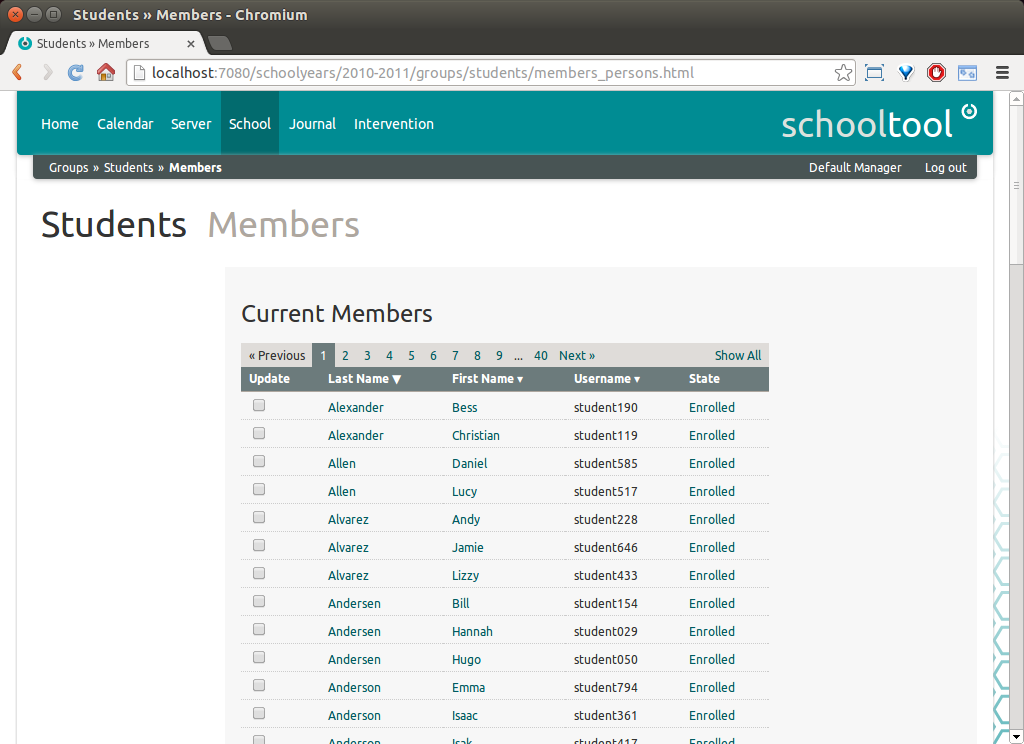 Students » Members - Chromium
Students » Members
localhost:7080/schoolyears/2010-2011/groups/students/members_persons.html
Home Calendar Server School Journal Intervention schooltool
Groups » Students » Members Default Manager Log out
Students Members
Current Members
« Previous 1 2 3 4 5 6 7 8 9 ... 40 Next » Show All
Update Last Name ▼ First Name ▾ Username ▾ State
Alexander Bess student190 Enrolled
Alexander Christian student119 Enrolled
Allen Daniel student585 Enrolled
Allen Lucy student517 Enrolled
Alvarez Andy student228 Enrolled
Alvarez Jamie student646 Enrolled
Alvarez Lizzy student433 Enrolled
Andersen Bill student154 Enrolled
Andersen Hannah student029 Enrolled
Andersen Hugo student050 Enrolled
Anderson Emma student794 Enrolled
Anderson Isaac student361 Enrolled
Anderson Isak student417 Enrolled